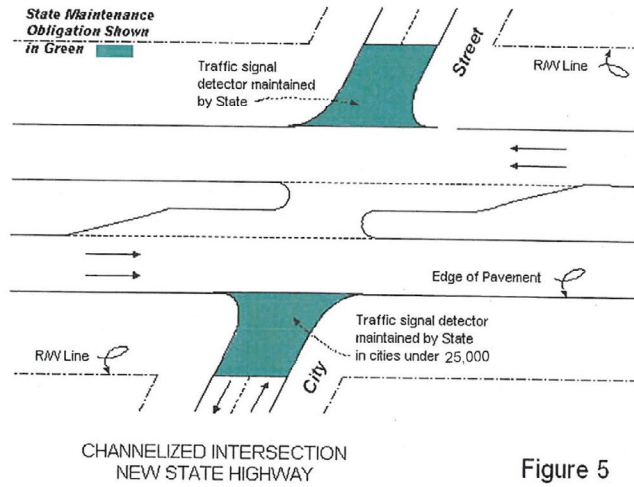 State Maintenance
Obligation Shown
in Green
Traffic signal
detector maintained
by State
Street
R/W Line
Edge of Pavement
Traffic signal detector
maintained by State
in cities under 25,000
R/W Line
City
CHANNELIZED INTERSECTION
NEW STATE HIGHWAY
Figure 5